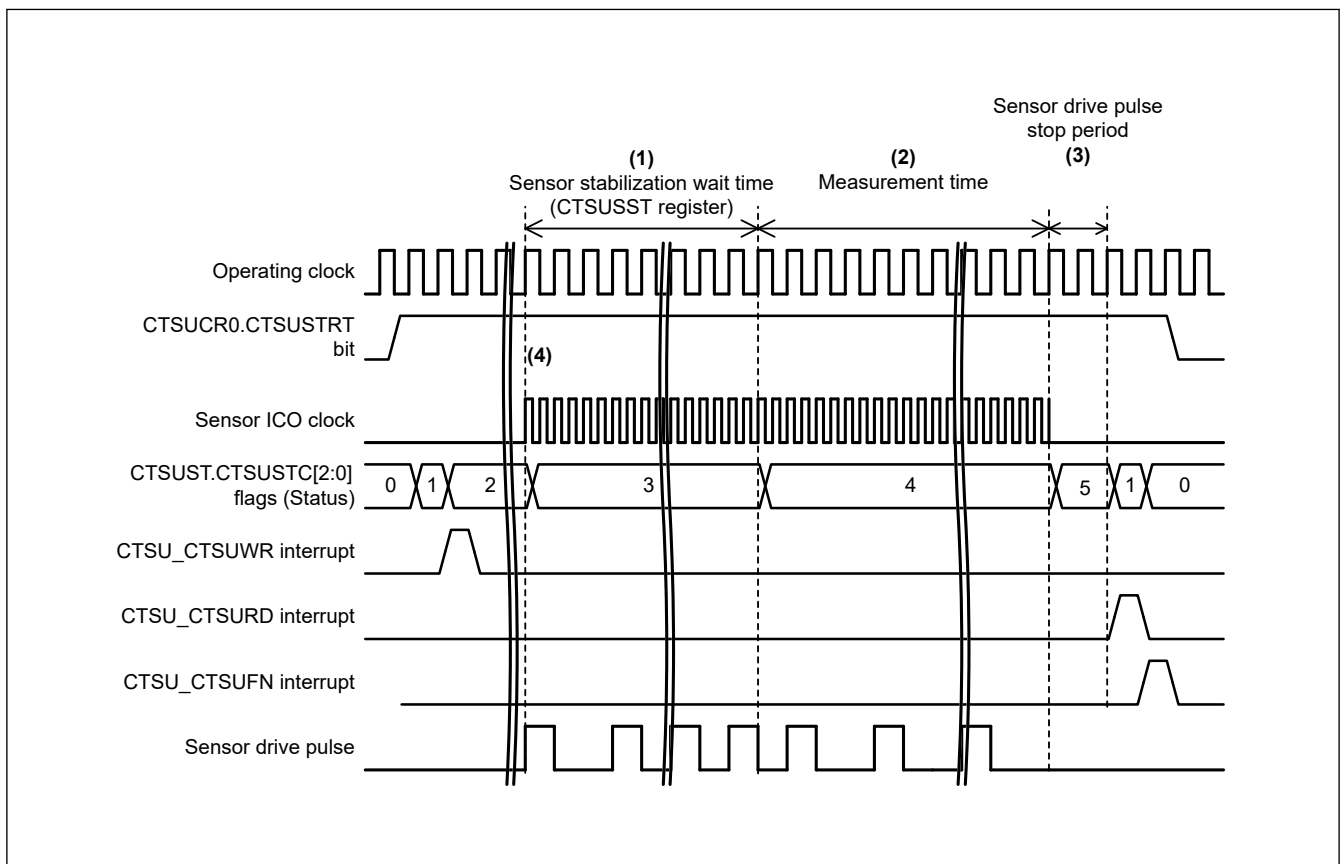 Sensor drive pulse
stop period
(3)
(1)
Sensor stabilization wait time
(CTSUSST register)
(2)
Measurement time
Operating clock
CTSUCR0.CTSUSTRT
bit
(4)
Sensor ICO clock
CTSUST.CTSUSTC[2:0]
flags (Status)
0 1 2 3 4 5 1 0
CTSU_CTSUWR interrupt
CTSU_CTSURD interrupt
CTSU_CTSUFN interrupt
Sensor drive pulse